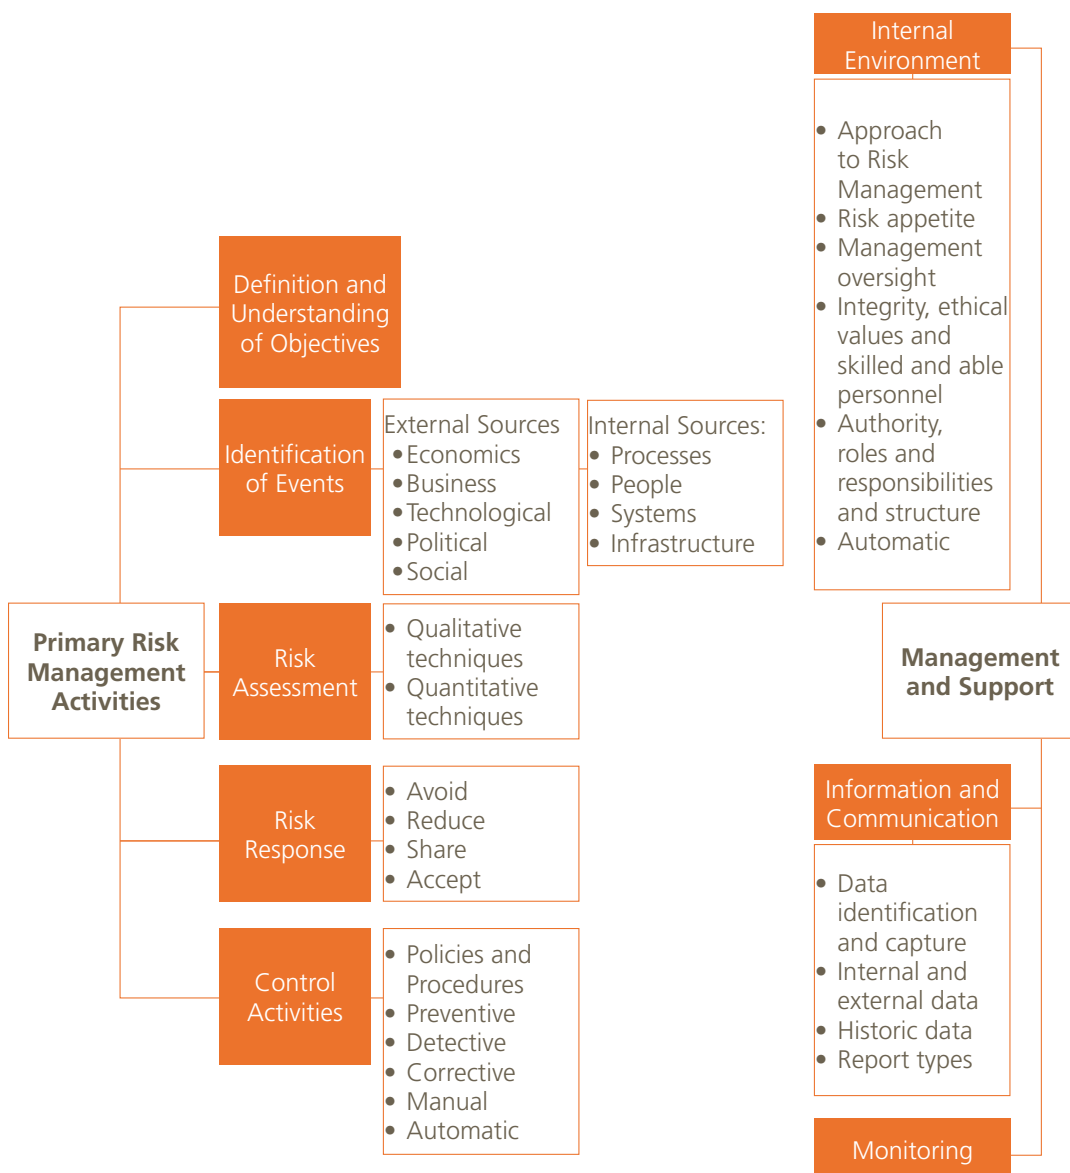 Primary Risk
Management
Activities
Definition and
Understanding
of Objectives
Identification
of Events
External Sources
• Economics
• Business
• Technological
• Political
• Social
Internal Sources:
• Processes
• People
• Systems
• Infrastructure
Risk
Assessment
• Qualitative
techniques
• Quantitative
techniques
Risk
Response
• Avoid
• Reduce
• Share
• Accept
Control
Activities
• Policies and
Procedures
• Preventive
• Detective
• Corrective
• Manual
• Automatic
Management
and Support
Internal
Environment
• Approach
to Risk
Management
• Risk appetite
• Management
oversight
• Integrity, ethical
values and
skilled and able
personnel
• Authority,
roles and
responsibilities
and structure
• Automatic
Information and
Communication
• Data
identification
and capture
• Internal and
external data
• Historic data
• Report types
Monitoring